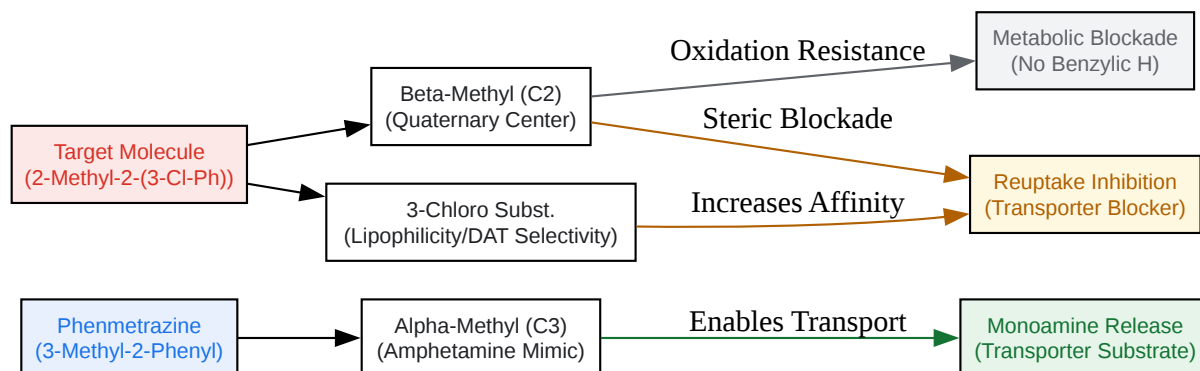 Target Molecule
(2-Methyl-2-(3-Cl-Ph))
Beta-Methyl (C2)
(Quaternary Center)
3-Chloro Subst.
(Lipophilicity/DAT Selectivity)
Oxidation Resistance
Steric Blockade
Increases Affinity
Metabolic Blockade
(No Benzylic H)
Reuptake Inhibition
(Transporter Blocker)
Phenmetrazine
(3-Methyl-2-Phenyl)
Alpha-Methyl (C3)
(Amphetamine Mimic)
Enables Transport
Monoamine Release
(Transporter Substrate)